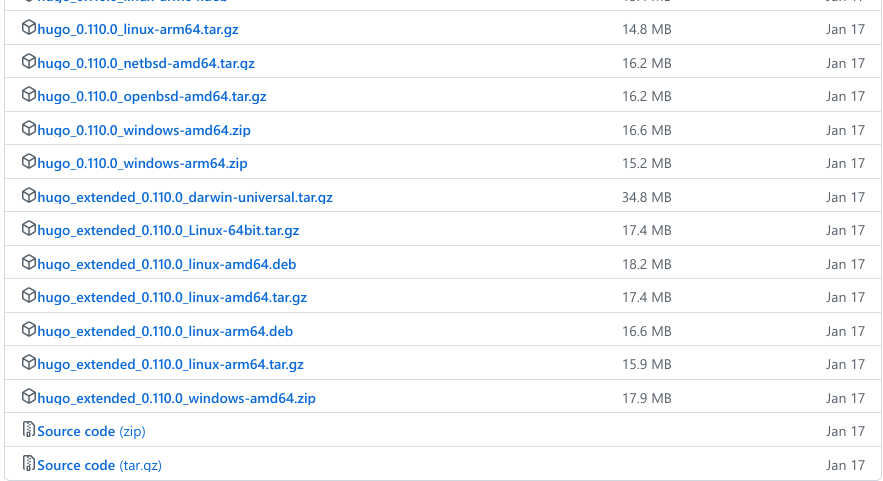 hugo_0.110.0_linux-arm64.tar.gz 14.8 MB Jan 17
hugo_0.110.0_netbsd-amd64.tar.gz 16.2 MB Jan 17
hugo_0.110.0_openbsd-amd64.tar.gz 16.2 MB Jan 17
hugo_0.110.0_windows-amd64.zip 16.6 MB Jan 17
hugo_0.110.0_windows-arm64.zip 15.2 MB Jan 17
hugo_extended_0.110.0_darwin-universal.tar.gz 34.8 MB Jan 17
hugo_extended_0.110.0_Linux-64bit.tar.gz 17.4 MB Jan 17
hugo_extended_0.110.0_linux-amd64.deb 18.2 MB Jan 17
hugo_extended_0.110.0_linux-amd64.tar.gz 17.4 MB Jan 17
hugo_extended_0.110.0_linux-arm64.deb 16.6 MB Jan 17
hugo_extended_0.110.0_linux-arm64.tar.gz 15.9 MB Jan 17
hugo_extended_0.110.0_windows-amd64.zip 17.9 MB Jan 17
Source code (zip) Jan 17
Source code (tar.gz) Jan 17